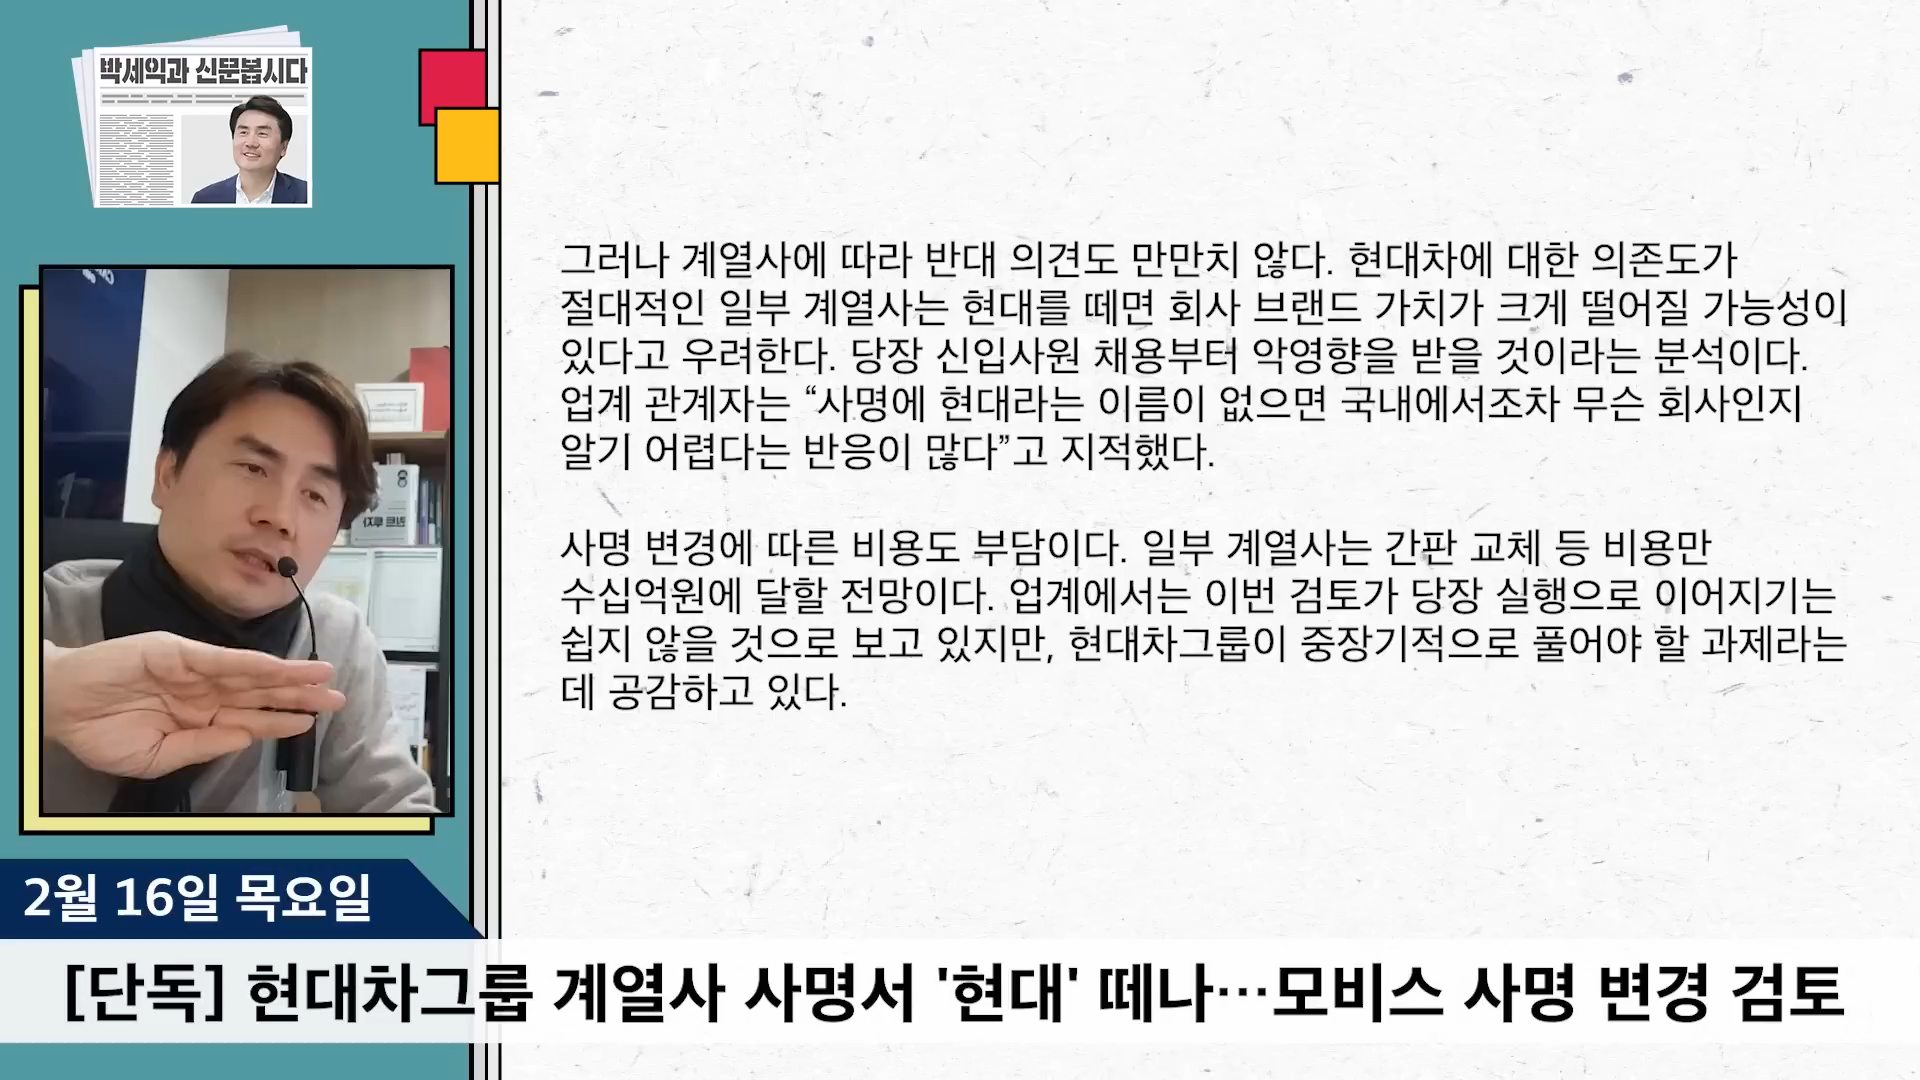 박세익과 신문봅시다
그러나 계열사에 따라 반대 의견도 만만치 않다. 현대차에 대한 의존도가
절대적인 일부 계열사는 현대를 떼면 회사 브랜드 가치가 크게 떨어질 가능성이
있다고 우려한다. 당장 신입사원 채용부터 악영향을 받을 것이라는 분석이다.
업계 관계자는 “사명에 현대라는 이름이 없으면 국내에서조차 무슨 회사인지
알기 어렵다는 반응이 많다”고 지적했다.
사명 변경에 따른 비용도 부담이다. 일부 계열사는 간판 교체 등 비용만
수십억원에 달할 전망이다. 업계에서는 이번 검토가 당장 실행으로 이어지기는
쉽지 않을 것으로 보고 있지만, 현대차그룹이 중장기적으로 풀어야 할 과제라는
데 공감하고 있다.
2월 16일 목요일
[단독] 현대차그룹 계열사 사명서 '현대' 떼나…모비스 사명 변경 검토